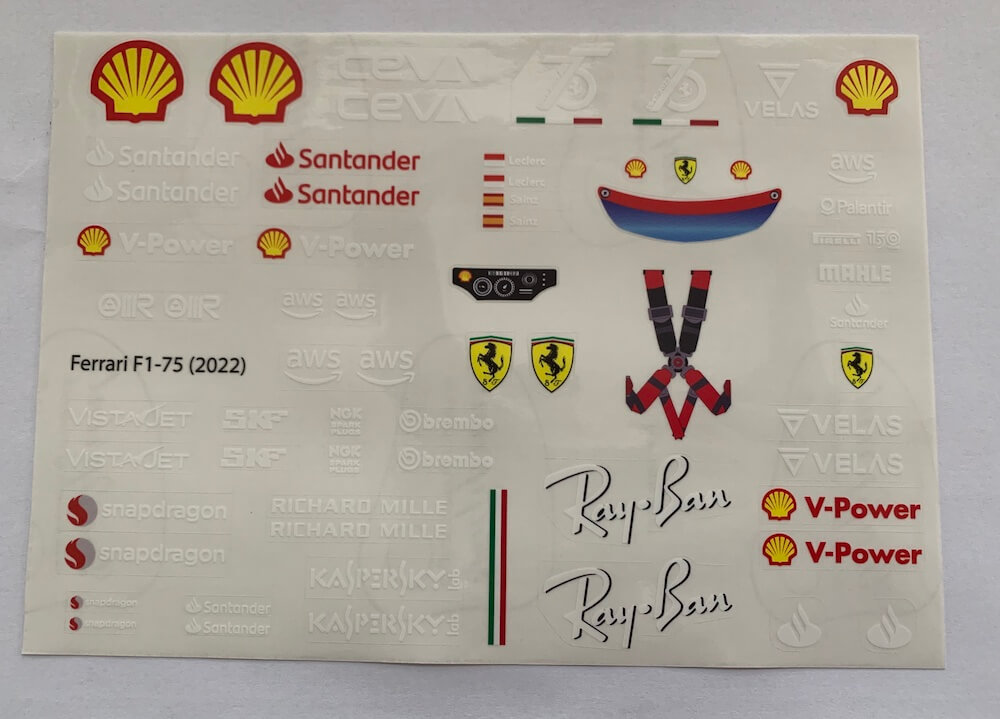 CEVA
CEVA
75
75
VELAS
Santander
Santander
Santander
Santander
Leclerc
Leclerc
Sainz
Sainz
aws
Palantir
PIRELLI 150
V-Power
V-Power
MAHLE
Santander
aws aws
Ferrari F1-75 (2022)
aws aws
SF
SF
VISTAJET
SKF
NGK
SPARK
PLUGS
brembo
VELAS
VISTAJET
SKF
NGK
SPARK
PLUGS
brembo
VELAS
snapdragon
snapdragon
RICHARD MILLE
RICHARD MILLE
Ray-Ban
V-Power
V-Power
KASPERSKY lab
KASPERSKY lab
Ray-Ban
snapdragon
snapdragon
Santander
Santander